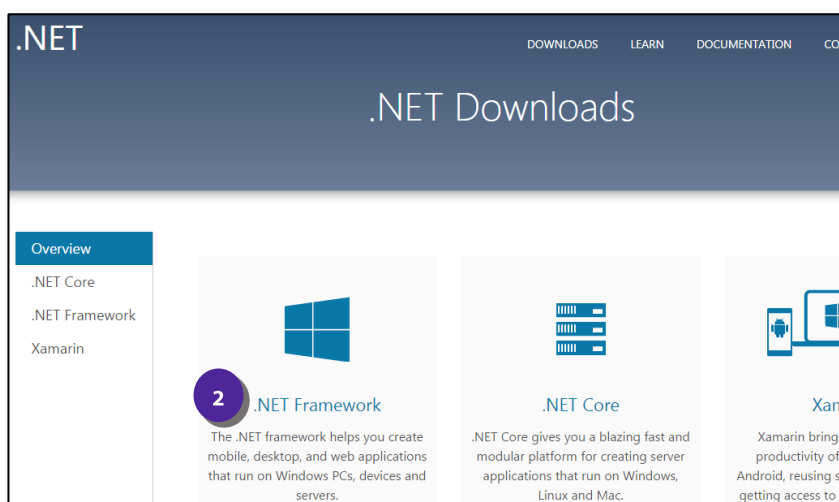 .NET
DOWNLOADS LEARN DOCUMENTATION
.NET Downloads
Overview
.NET Core
.NET Framework
Xamarin
2
.NET Framework
The .NET framework helps you create
mobile, desktop, and web applications
that run on Windows PCs, devices and
servers.
.NET Core
.NET Core gives you a blazing fast and
modular platform for creating server
applications that run on Windows,
Linux and Mac.
Xamarin bring
productivity of
Android, reusing s
getting access to